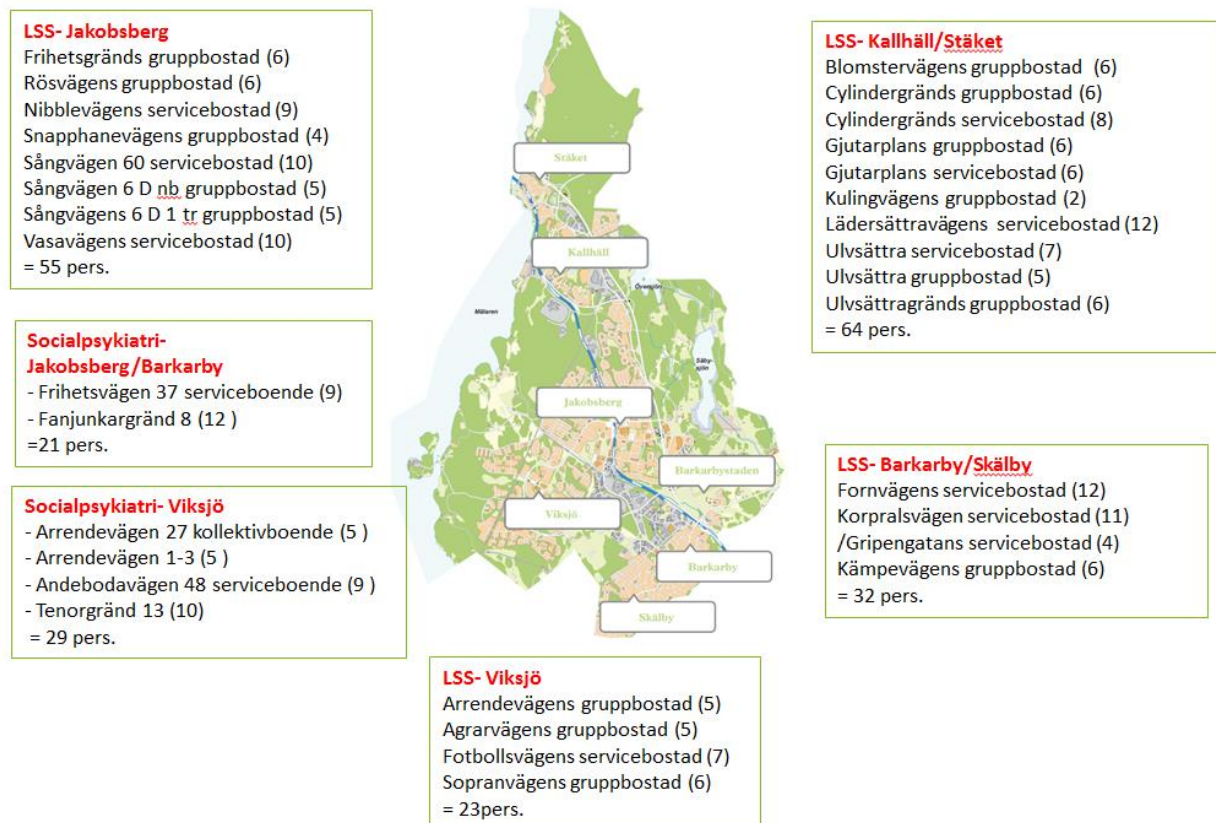 LSS- Jakobsberg
Frihetsgränds gruppbostad (6)
Rösvägens gruppbostad (6)
Nibblevägens servicebostad (9)
Snapphanevägens gruppbostad (4)
Sångvägen 60 servicebostad (10)
Sångvägen 6 D nb gruppbostad (5)
Sångvägens 6 D 1 tr gruppbostad (5)
Vasavägens servicebostad (10)
= 55 pers.
Socialpsykiatri-
Jakobsberg/Barkarby
- Frihetsvägen 37 serviceboende (9)
- Fanjunkargränd 8 (12 )
=21 pers.
Socialpsykiatri- Viksjö
- Arrendevägen 27 kollektivboende (5 )
- Arrendevägen 1-3 (5 )
- Andebodavägen 48 serviceboende (9 )
- Tenorgränd 13 (10)
= 29 pers.
Stäket
Kallhäll
Översjön
Mälaren
Säby-
sjön
Jakobsberg
Barkarbystaden
Viksjö
Barkarby
Skälby
LSS- Viksjö
Arrendevägens gruppbostad (5)
Agrarvägens gruppbostad (5)
Fotbollsvägens servicebostad (7)
Sopranvägens gruppbostad (6)
= 23pers.
LSS- Kallhäll/Stäket
Blomstervägens gruppbostad (6)
Cylindergränds gruppbostad (6)
Cylindergränds servicebostad (8)
Gjutarplans gruppbostad (6)
Gjutarplans servicebostad (6)
Kulingvägens gruppbostad (2)
Lädersättravägens servicebostad (12)
Ulvsättra servicebostad (7)
Ulvsättra gruppbostad (5)
Ulvsättragränds gruppbostad (6)
= 64 pers.
LSS- Barkarby/Skälby
Fornvägens servicebostad (12)
Korpralsvägen servicebostad (11)
/Gripengatans servicebostad (4)
Kämpevägens gruppbostad (6)
= 32 pers.